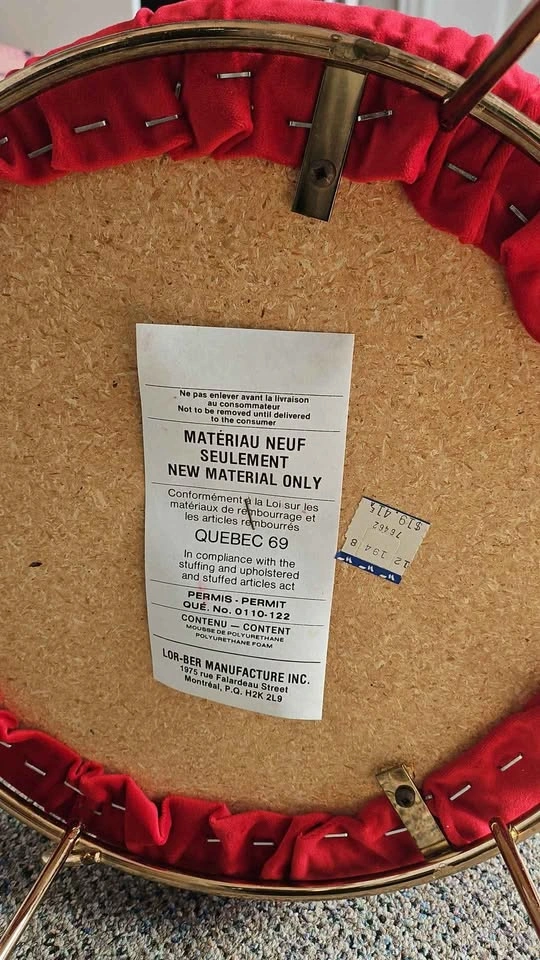 Ne pas enlever avant la livraison
au consommateur
Not to be removed until delivered
to the consumer
MATÉRIAU NEUF
SEULEMENT
NEW MATERIAL ONLY
Conformément à la Loi sur les
matériaux de rembourrage et
les articles rembourrés
QUEBEC 69
In compliance with the
stuffing and upholstered
and stuffed articles act
PERMIS - PERMIT
QUÉ. No. 0110-122
CONTENU — CONTENT
MOUSSE DE POLYURETHANE
POLYURETHANE FOAM
LOR-BER MANUFACTURE INC.
1975 rue Falardeau Street
Montréal, P.Q. H2K 2L9
12 194 8
76462